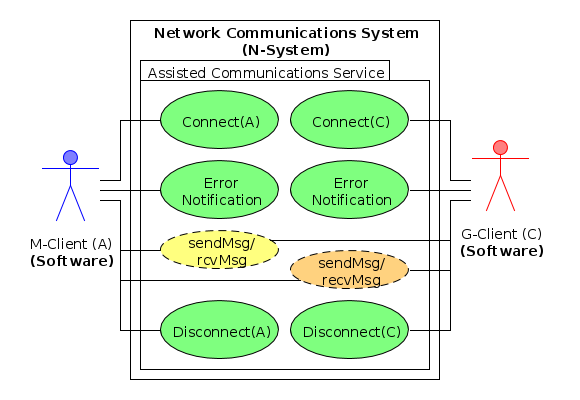 Network Communications System
(N-System)
Assisted Communications Service
Connect(A)
Connect(C)
Error
Notification
Error
Notification
M-Client (A)
(Software)
G-Client (C)
(Software)
sendMsg/
rcvMsg
sendMsg/
recvMsg
Disconnect(A)
Disconnect(C)